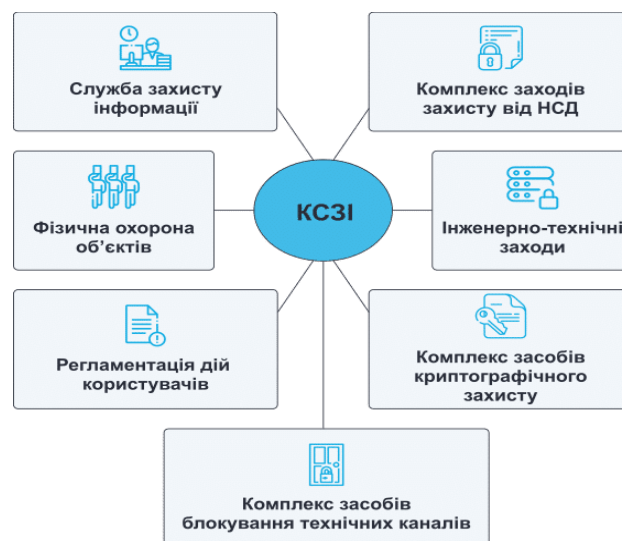 Служба захисту
інформації
Комплекс заходів
захисту від НСД
Фізична охорона
об’єктів
КСЗІ
Інженерно-технічні
заходи
Регламентація дій
користувачів
Комплекс засобів
криптографічного
захисту
Комплекс засобів
блокування технічних каналів